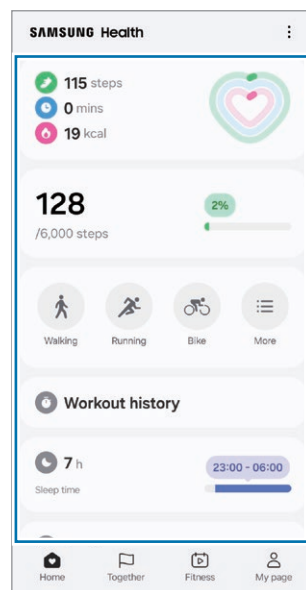 SAMSUNG Health
115 steps
0 mins
19 kcal
128
/6,000 steps
2%
Walking
Running
Bike
More
Workout history
7 h
Sleep time
23:00 - 06:00
Home
Together
Fitness
My page